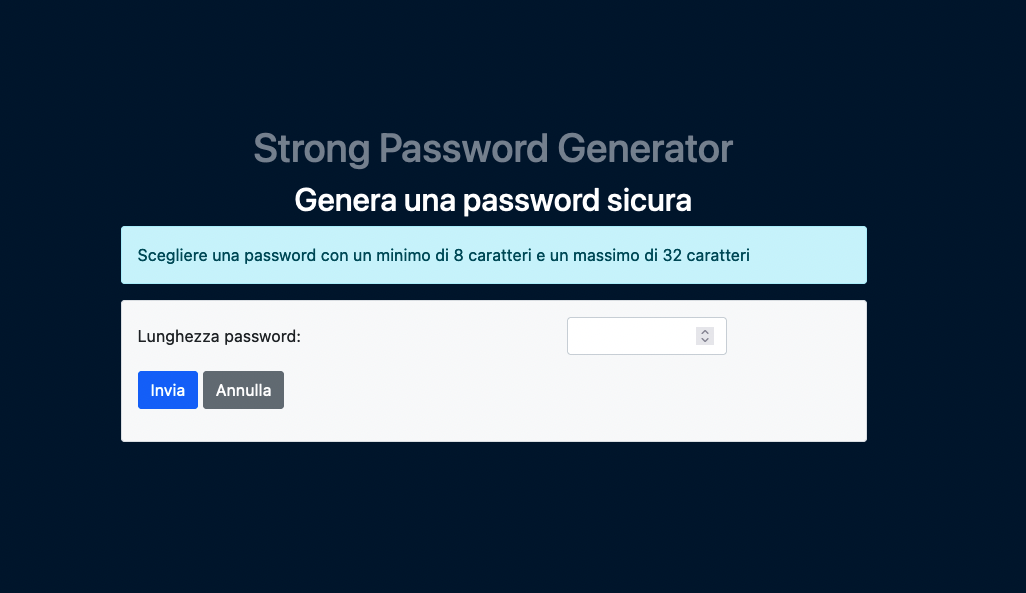 Strong Password Generator
Genera una password sicura
Scegliere una password con un minimo di 8 caratteri e un massimo di 32 caratteri
Lunghezza password:
Invia Annulla